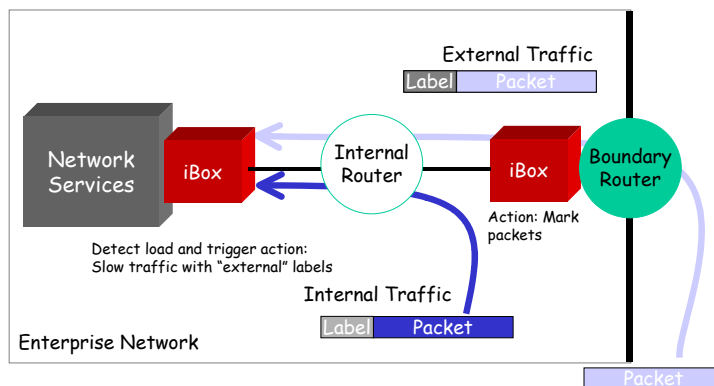 External Traffic
Label Packet
Network
Services
iBox
Internal
Router
iBox
Boundary
Router
Action: Mark
packets
Detect load and trigger action:
Slow traffic with “external” labels
Internal Traffic
Label Packet
Enterprise Network
Packet